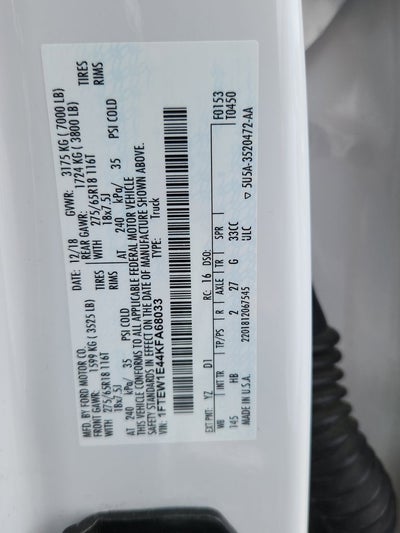 MFD. BY FORD MOTOR CO.
DATE: 12/18 GVWR: 3175 KG ( 7000 LB)
FRONT GAWR: 1599 KG ( 3525 LB) REAR GAWR: 1724 KG ( 3800 LB)
WITH 275/65R18 116T TIRES WITH 275/65R18 116T TIRES
18x7.5J RIMS 18x7.5J RIMS
AT 240 kPa/ 35 PSI COLD AT 240 kPa/ 35 PSI COLD
THIS VEHICLE CONFORMS TO ALL APPLICABLE FEDERAL MOTOR VEHICLE
SAFETY STANDARDS IN EFFECT ON THE DATE OF MANUFACTURE SHOWN ABOVE.
VIN: 1FTEW1E44KFA68033 TYPE: Truck
F0153
T0450
EXT PNT: YZ D1 RC: 16 DSO:
WB INT TR TP/PS R AXLE TR SPR
145 HB 2 27 G 33CC
MADE IN U.S.A. 2201812067545 ULC
▽ 5U5A-3520472-AA